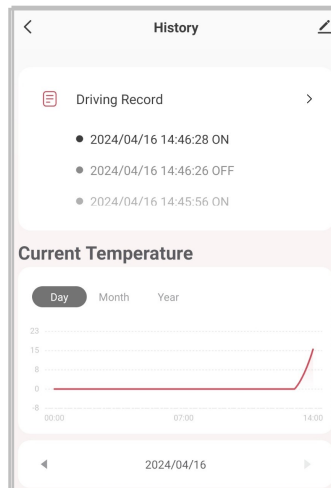 History
Driving Record
2024/04/16 14:46:28 ON
2024/04/16 14:46:26 OFF
2024/04/16 14:45:56 ON
Current Temperature
Day Month Year
23
15
8
0
-8
00:00 07:00 14:00
2024/04/16